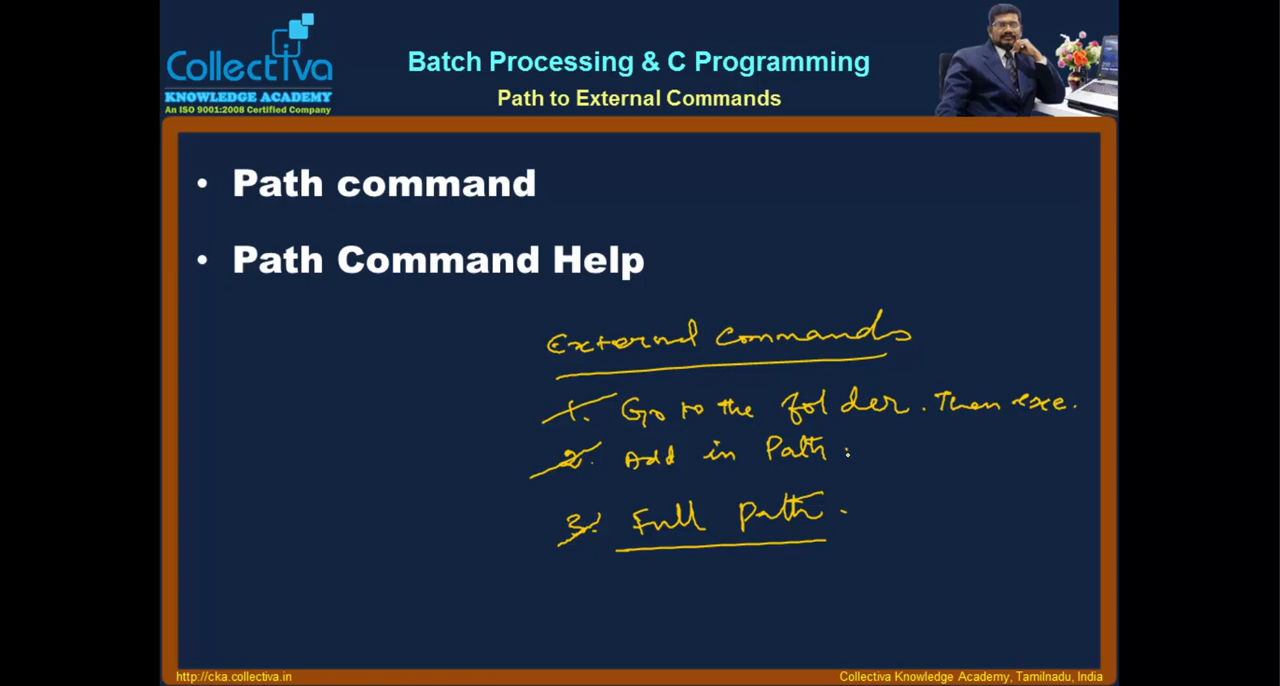 Collectiva
KNOWLEDGE ACADEMY
An ISO 9001:2008 Certified Company
Batch Processing & C Programming
Path to External Commands
• Path command
• Path Command Help
External Commands
1. Go to the folder. Then exe.
2. Add in Path :
3. Full Path .
http://cka.collectiva.in
Collectiva Knowledge Academy, Tamilnadu, India